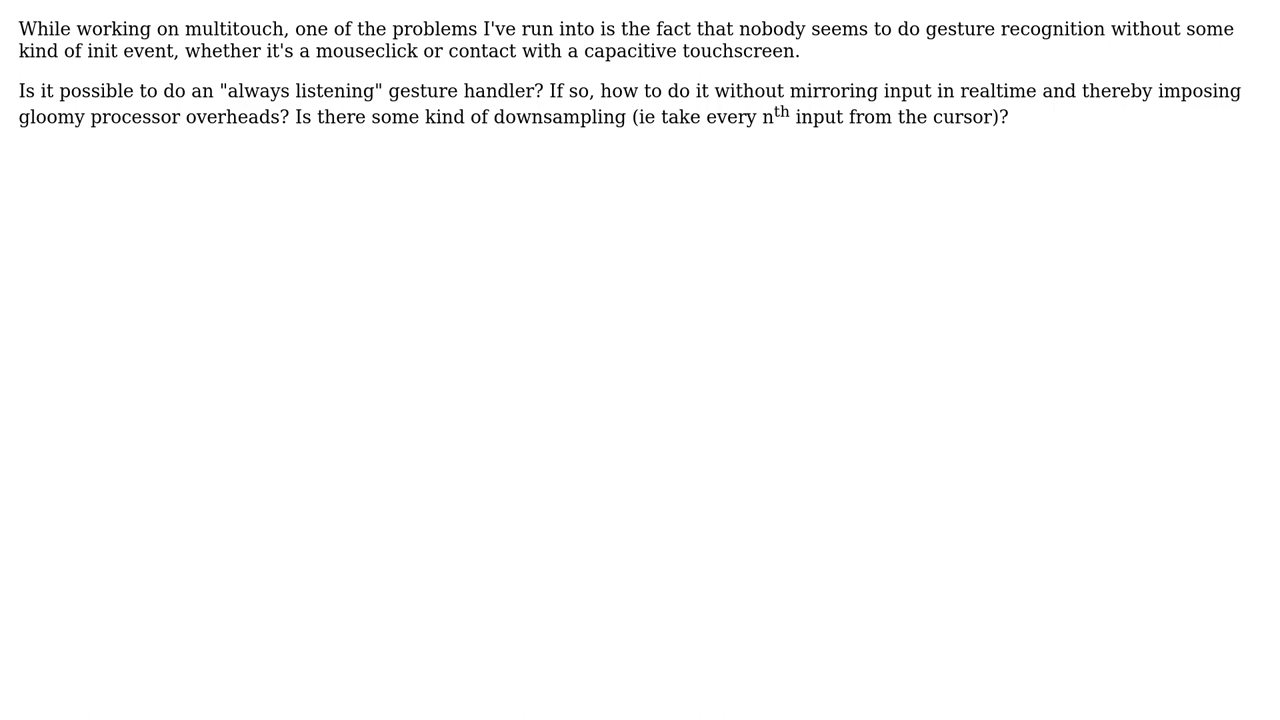 While working on multitouch, one of the problems I've run into is the fact that nobody seems to do gesture recognition without some
kind of init event, whether it's a mouseclick or contact with a capacitive touchscreen.
Is it possible to do an "always listening" gesture handler? If so, how to do it without mirroring input in realtime and thereby imposing
gloomy processor overheads? Is there some kind of downsampling (ie take every nth input from the cursor)?